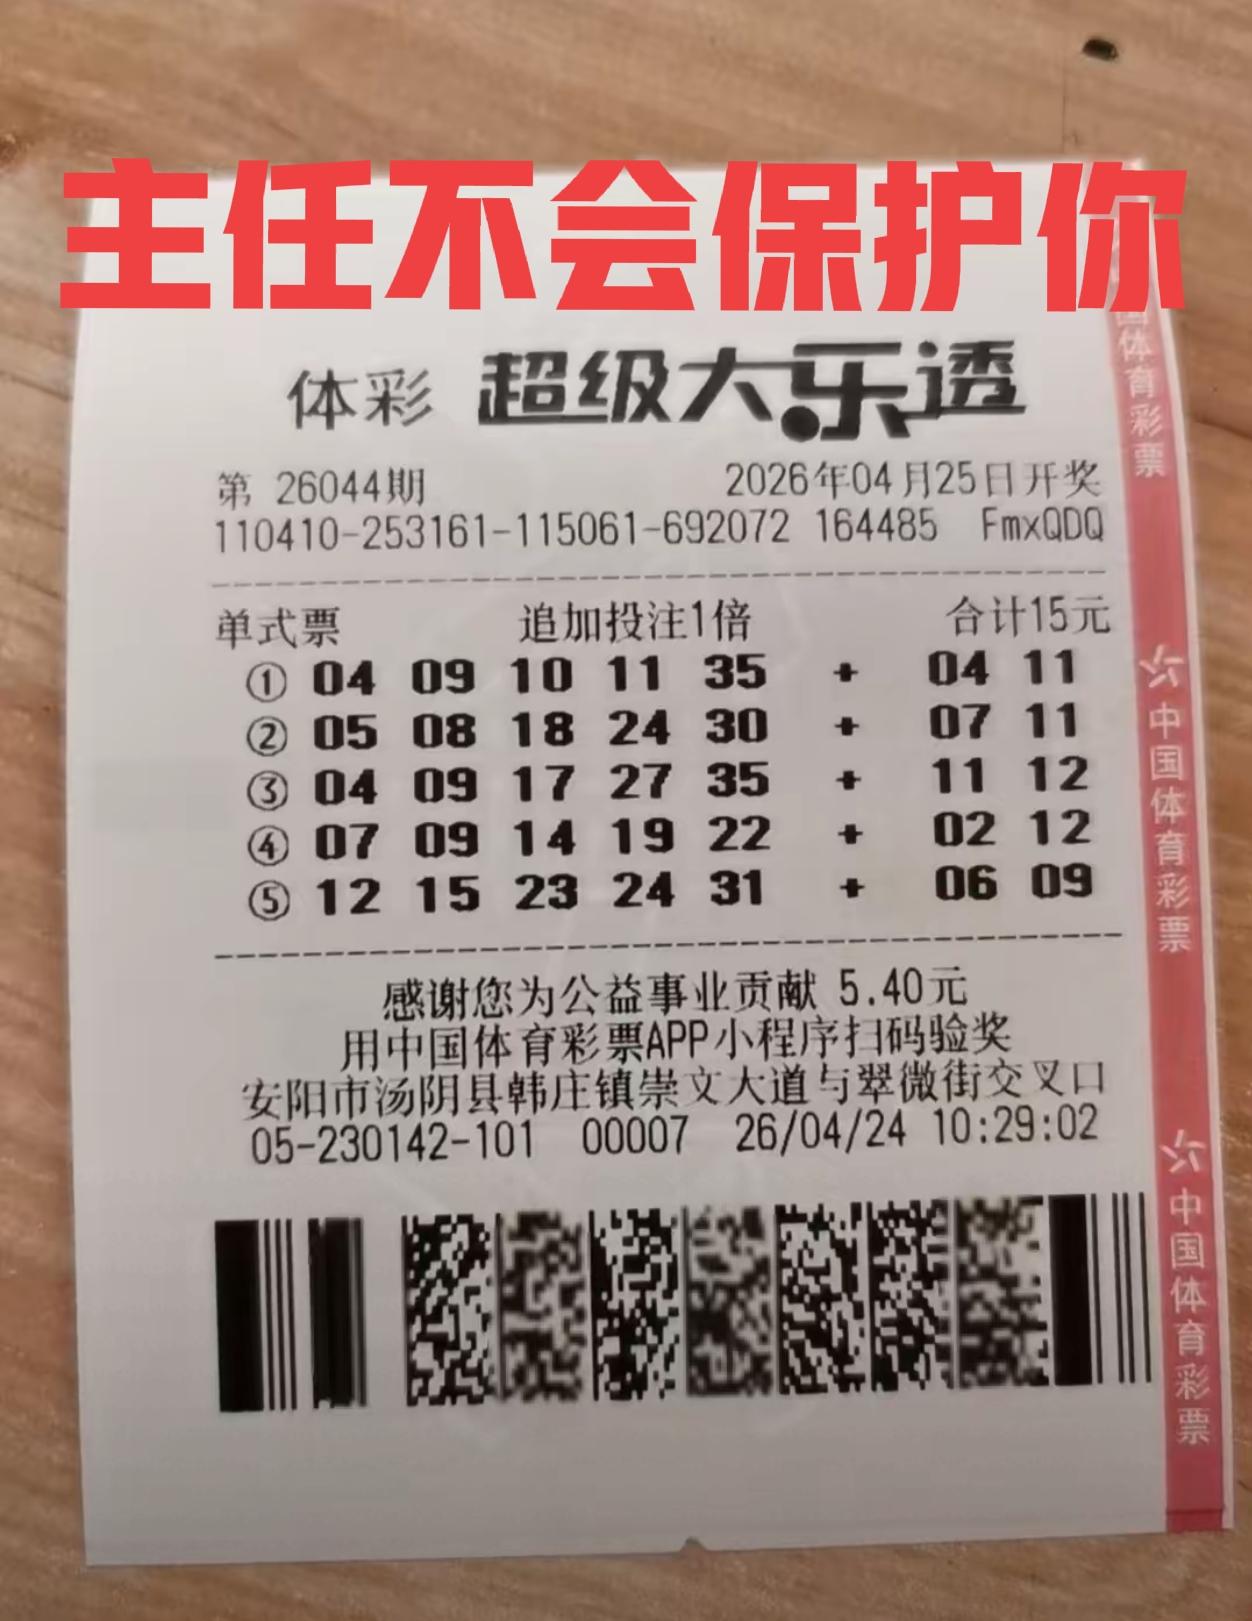 主任不会保护你
体彩 超级大乐透
第 26044期 2026年04月25日开奖
110410-253161-115061-692072 164485 FmxQDQ
单式票 追加投注1倍 合计15元
① 04 09 10 11 35 + 04 11
② 05 08 18 24 30 + 07 11
③ 04 09 17 27 35 + 11 12
④ 07 09 14 19 22 + 02 12
⑤ 12 15 23 24 31 + 06 09
感谢您为公益事业贡献 5.40元
用中国体育彩票APP小程序扫码验奖
安阳市汤阴县韩庄镇崇文大道与翠微街交叉口
05-230142-101 00007 26/04/24 10:29:02
国体育彩票
中国体育彩票
中国体育彩票